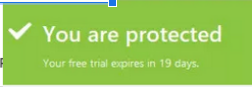 You are protected
Your free trial expires in 19 days.